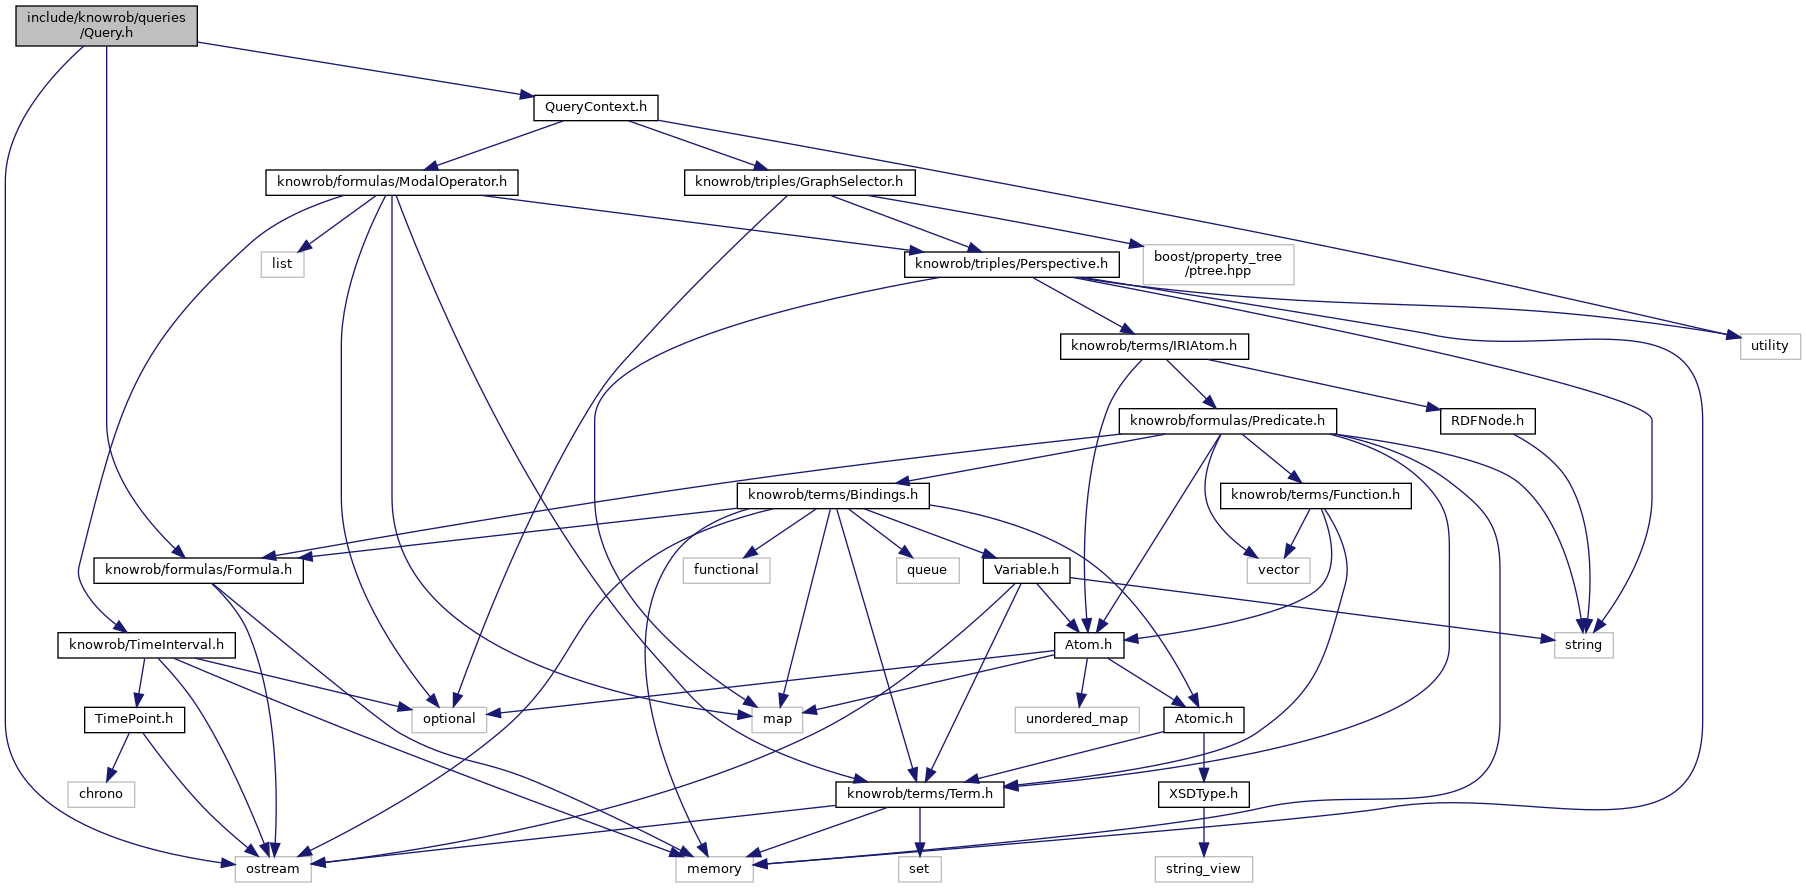 include/knowrob/queries
/Query.h
QueryContext.h
knowrob/formulas/ModalOperator.h
knowrob/triples/GraphSelector.h
list
knowrob/triples/Perspective.h
boost/property_tree
/ptree.hpp
knowrob/terms/IRIAtom.h
utility
knowrob/formulas/Predicate.h
RDFNode.h
knowrob/terms/Bindings.h
knowrob/terms/Function.h
knowrob/formulas/Formula.h
functional
queue
Variable.h
vector
knowrob/TimeInterval.h
Atom.h
string
TimePoint.h
optional
map
unordered_map
Atomic.h
chrono
knowrob/terms/Term.h
XSDType.h
ostream
memory
set
string_view